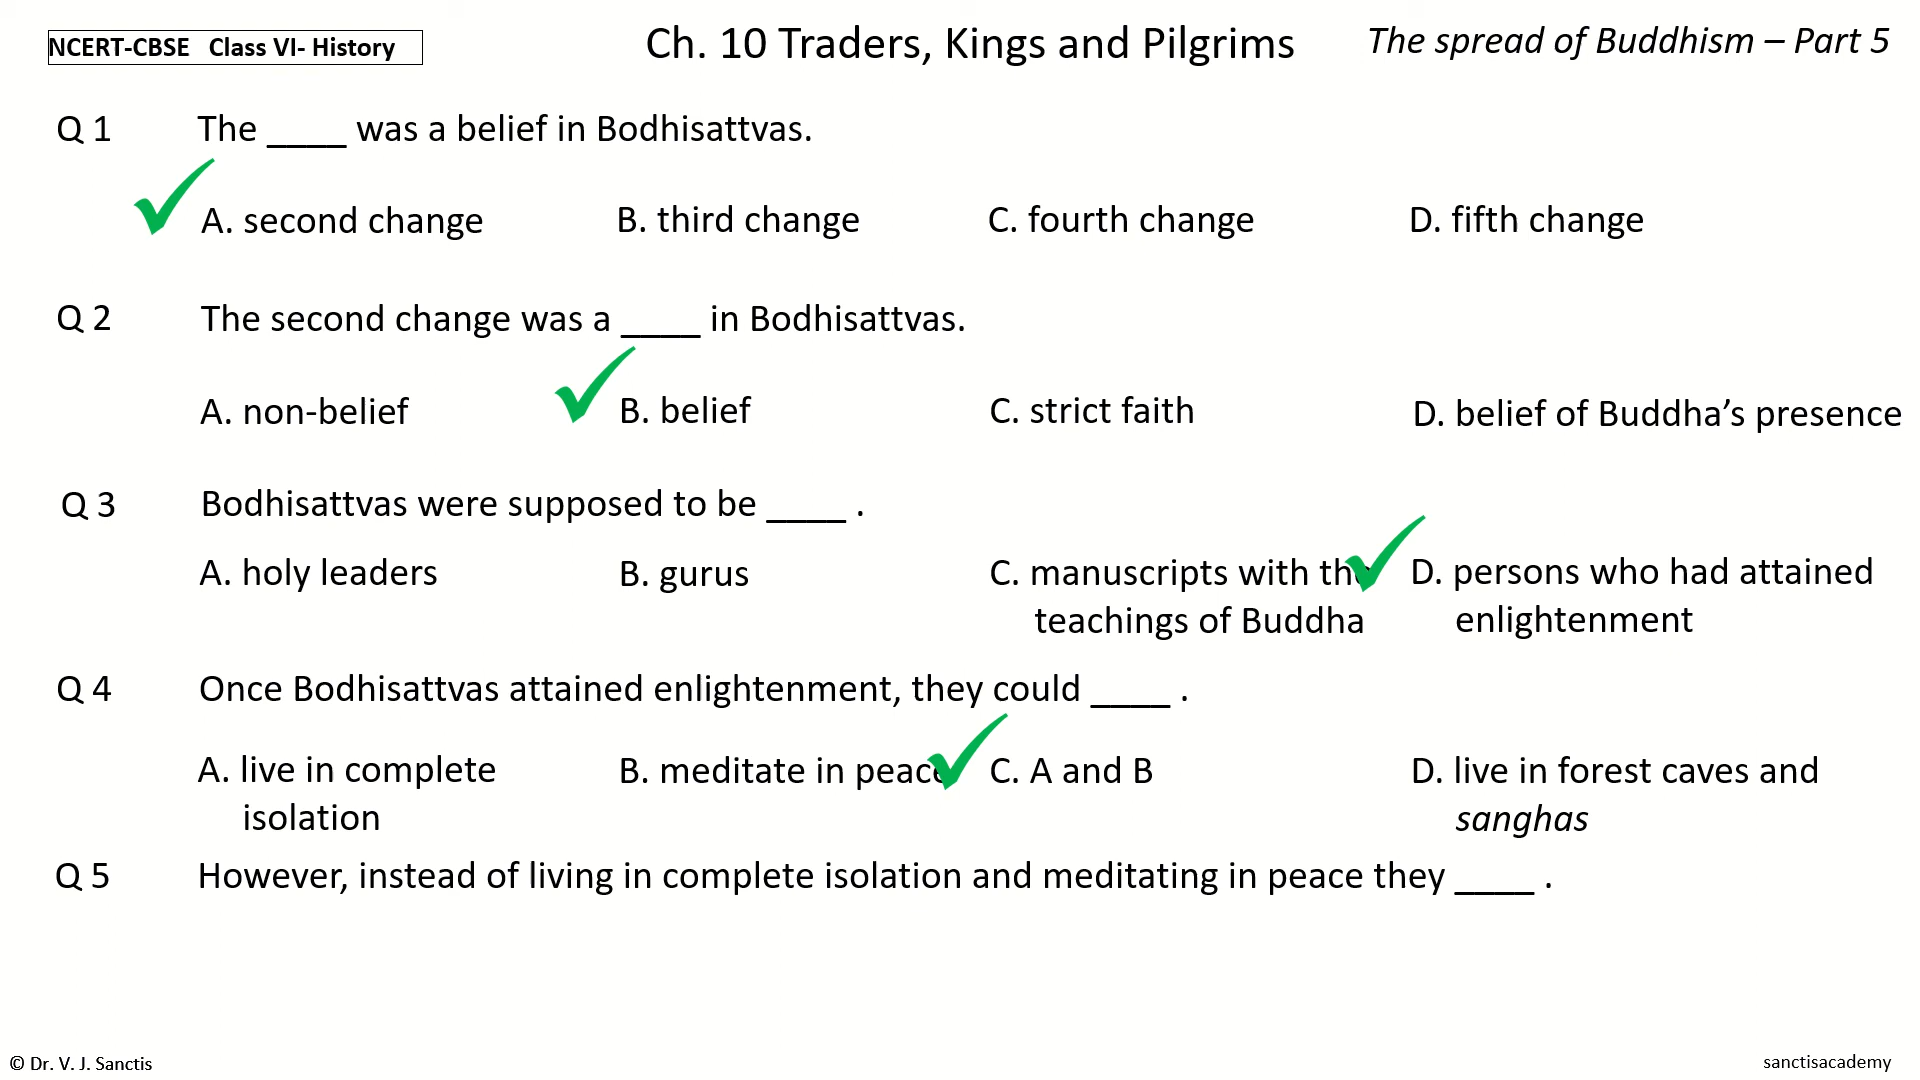 NCERT-CBSE Class VI- History
Ch. 10 Traders, Kings and Pilgrims
The spread of Buddhism – Part 5
Q 1 The ____ was a belief in Bodhisattvas.
A. second change B. third change C. fourth change D. fifth change
Q 2 The second change was a ____ in Bodhisattvas.
A. non-belief B. belief C. strict faith D. belief of Buddha’s presence
Q 3 Bodhisattvas were supposed to be ____ .
A. holy leaders B. gurus C. manuscripts with the D. persons who had attained
teachings of Buddha enlightenment
Q 4 Once Bodhisattvas attained enlightenment, they could ____ .
A. live in complete B. meditate in peace C. A and B D. live in forest caves and
isolation sanghas
Q 5 However, instead of living in complete isolation and meditating in peace they ____ .
© Dr. V. J. Sanctis
sanctisacademy